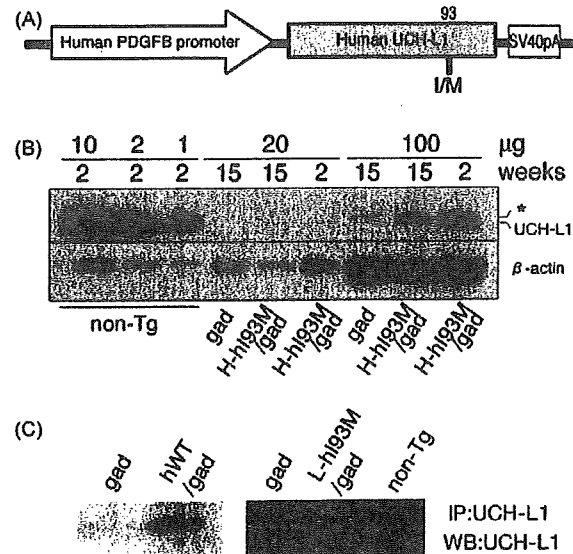 (A)
93
Human PDGFB promoter
Human UCH-L1
SV40pA
I/M
(B)
10 2 1 20 100 μg
2 2 2 15 15 2 15 15 2 weeks
*
UCH-L1
β-actin
non-Tg
gad
H-hI93M
/gad
H-hI93M
/gad
gad
H-hI93M
/gad
H-hI93M
/gad
(C)
gad
hWT
/gad
gad
L-hI93M
/gad
non-Tg
IP:UCH-L1
WB:UCH-L1